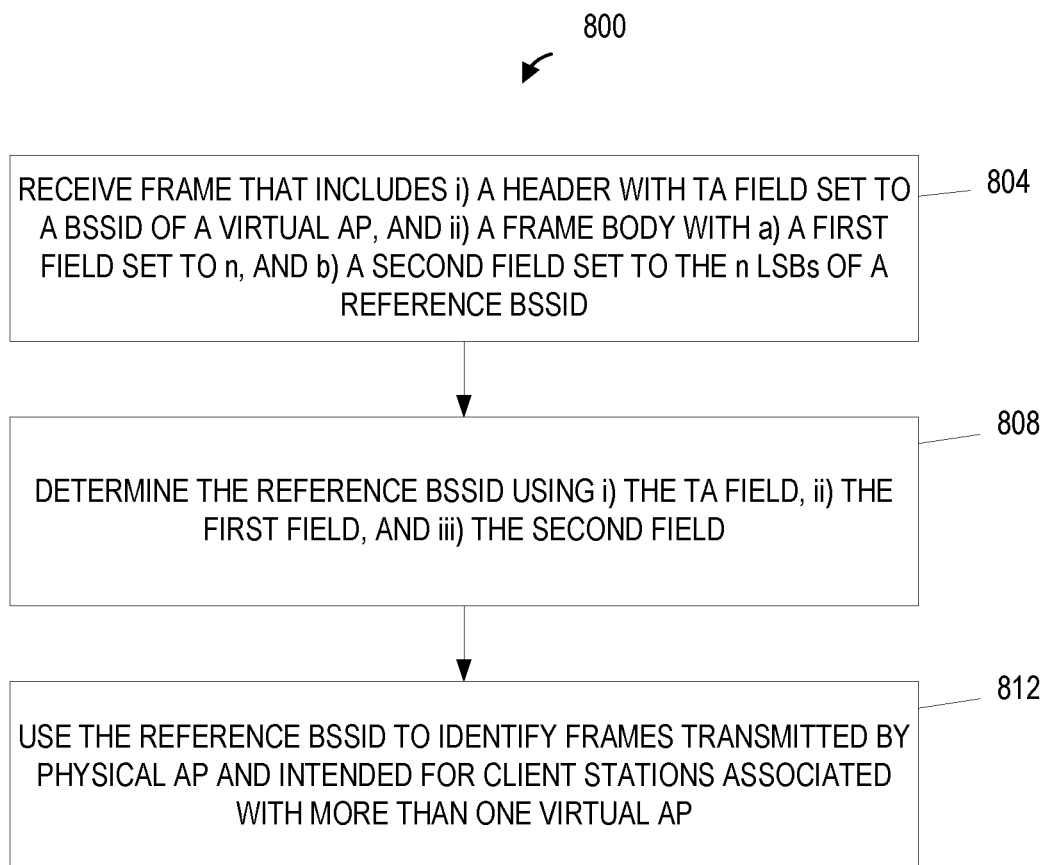 800
RECEIVE FRAME THAT INCLUDES i) A HEADER WITH TA FIELD SET TO
A BSSID OF A VIRTUAL AP, AND ii) A FRAME BODY WITH a) A FIRST
FIELD SET TO n, AND b) A SECOND FIELD SET TO THE n LSBs OF A
REFERENCE BSSID
804
DETERMINE THE REFERENCE BSSID USING i) THE TA FIELD, ii) THE
FIRST FIELD, AND iii) THE SECOND FIELD
808
USE THE REFERENCE BSSID TO IDENTIFY FRAMES TRANSMITTED BY
PHYSICAL AP AND INTENDED FOR CLIENT STATIONS ASSOCIATED
WITH MORE THAN ONE VIRTUAL AP
812